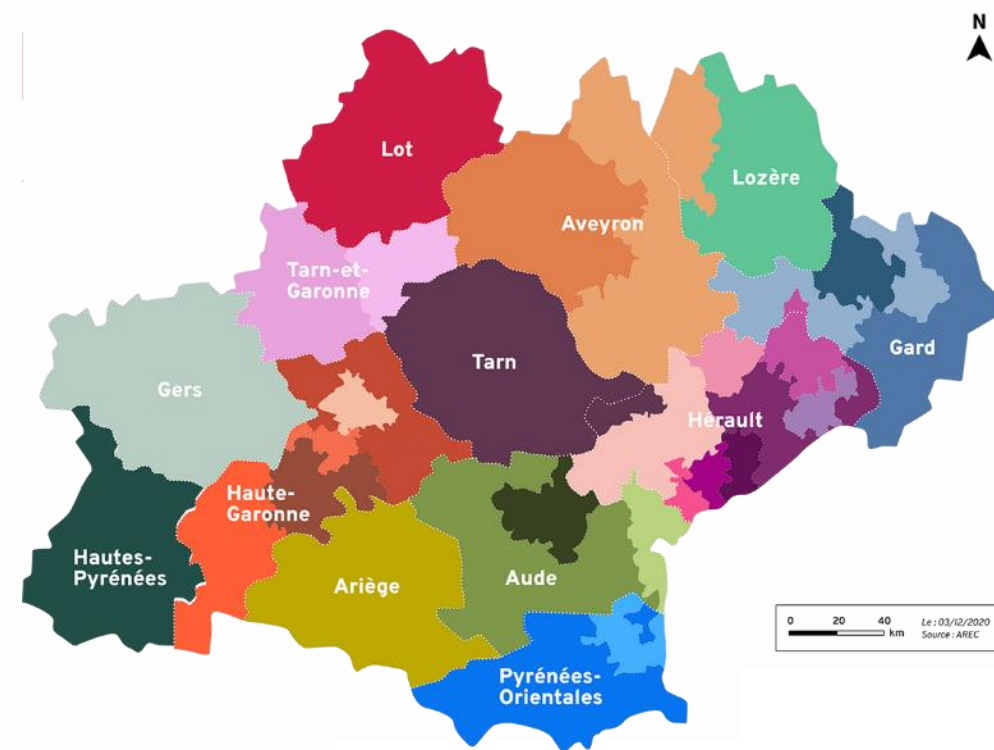 N
Lot
Lozère
Aveyron
Tarn-et-
Garonne
Gard
Tarn
Gers
Hérault
Haute-
Garonne
Hautes-
Pyrénées
Aude
Ariège
0 20 40
km
Le : 03/12/2020
Source : AREC
Pyrénées-
Orientales